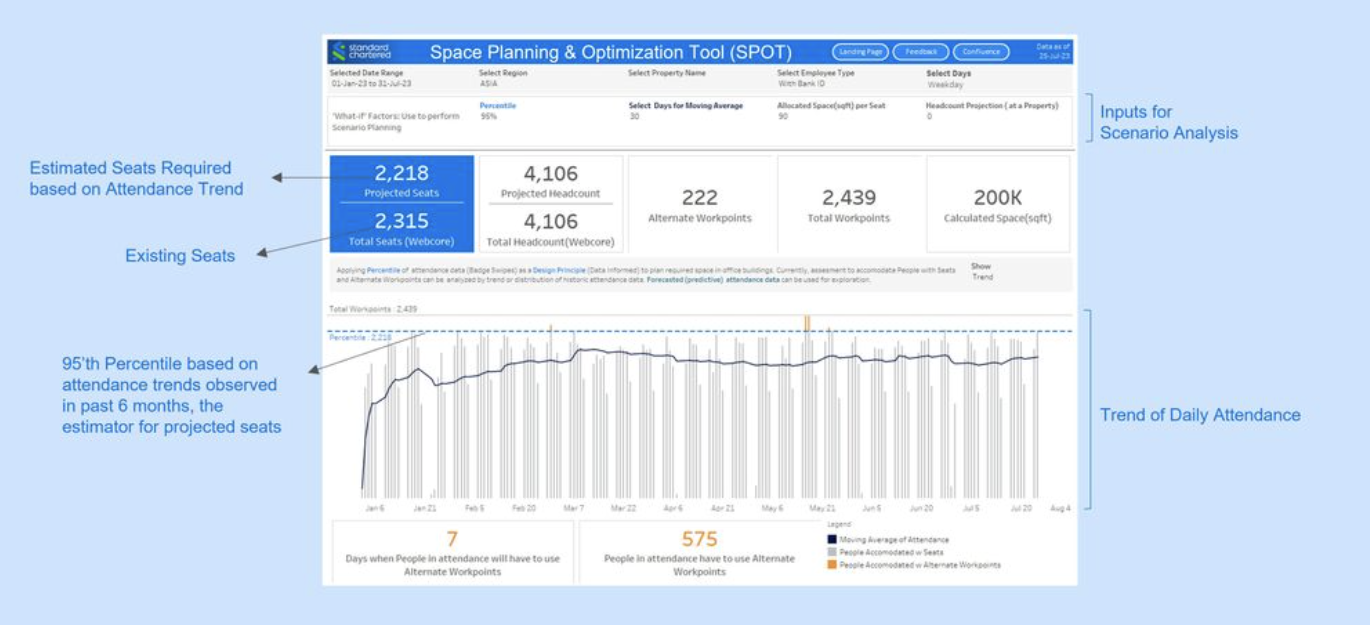 standard
chartered
Space Planning & Optimization Tool (SPOT)
Landing Page
Feedback
Confluence
Data as of
25-Jul-23
Selected Date Range
01-Jan-23 to 31-Jul-23
Select Region
ASIA
Select Property Name
Select Employee Type
With Bank ID
Select Days
Weekday
'What-if' Factors: Use to perform
Scenario Planning
Percentile
95%
Select Days for Moving Average
30
Allocated Space(sqft) per Seat
90
Headcount Projection ( at a Property)
0
Inputs for
Scenario Analysis
Estimated Seats Required
based on Attendance Trend
Existing Seats
2,218
Projected Seats
2,315
Total Seats (Webcore)
4,106
Projected Headcount
4,106
Total Headcount(Webcore)
222
Alternate Workpoints
2,439
Total Workpoints
200K
Calculated Space(sqft)
Applying Percentile of attendance data (Badge Swipes) as a Design Principle (Data Informed) to plan required space in office buildings. Currently, assesment to accomodate People with Seats
and Alternate Workpoints can be analyzed by trend or distribution of historic attendance data. Forecasted (predictive) attendance data can be used for exploration.
Show
Trend
Total Workpoints : 2,439
Percentile : 2,218
95'th Percentile based on
attendance trends observed
in past 6 months, the
estimator for projected seats
Trend of Daily Attendance
Jan 6 Jan 21 Feb 5 Feb 20 Mar 7 Mar 22 Apr 6 Apr 21 May 6 May 21 Jun 5 Jun 20 Jul 5 Jul 20 Aug 4
7
Days when People in attendance will have to use
Alternate Workpoints
575
People in attendance have to use Alternate
Workpoints
Legend
Moving Average of Attendance
People Accomodated w Seats
People Accomodated w Alternate Workpoints